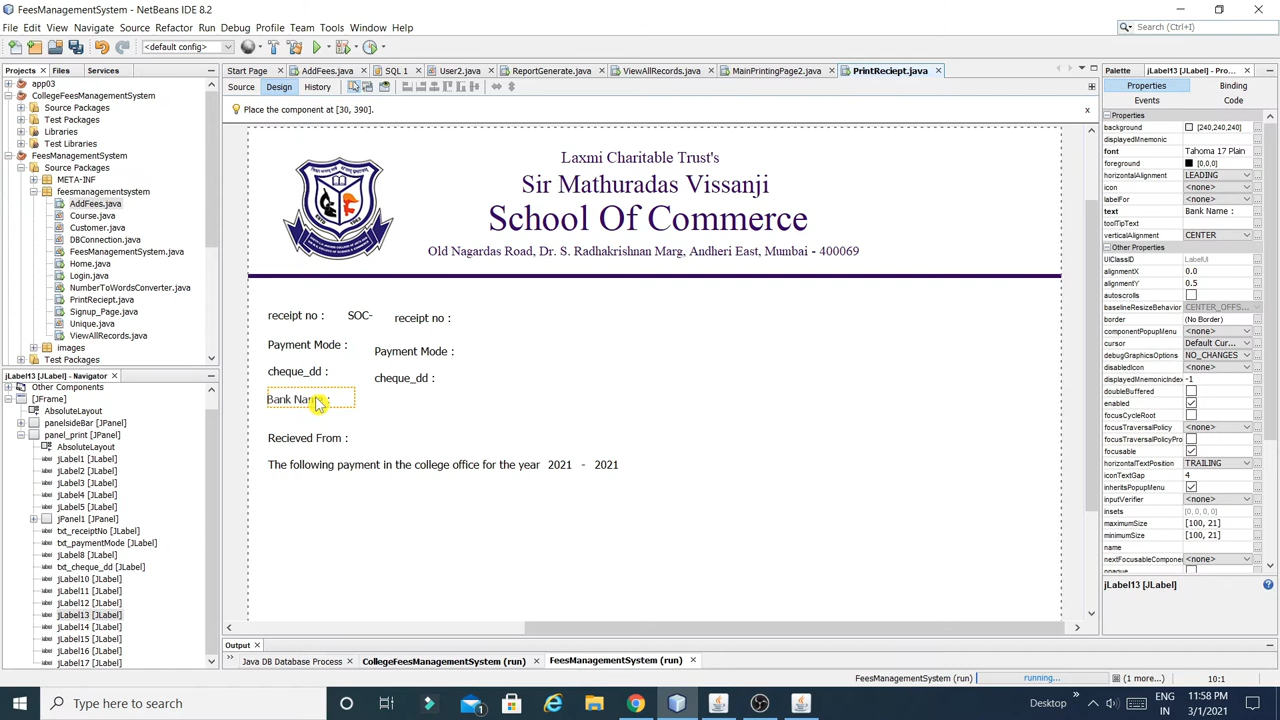 FeesManagementSystem - NetBeans IDE 8.2
File Edit View Navigate Source Refactor Run Debug Profile Team Tools Window Help
Search (Ctrl+I)
<default config>
Projects Files Services
Start Page AddFees.java SQL 1 User2.java ReportGenerate.java ViewAllRecords.java MainPrintingPage2.java PrintReciept.java
Source Design History
Place the component at [30, 390].
app03
CollegeFeesManagementSystem
Source Packages
Test Packages
Libraries
Test Libraries
FeesManagementSystem
Source Packages
META-INF
feesmanagementsystem
AddFees.java
Course.java
Customer.java
DBConnection.java
FeesManagementSystem.java
Home.java
Login.java
NumberToWordsConverter.java
PrintReciept.java
Signup_Page.java
Unique.java
ViewAllRecords.java
images
Test Packages
jLabel13 [JLabel] - Navigator
Other Components
[JFrame]
AbsoluteLayout
panelsideBar [JPanel]
panel_print [JPanel]
AbsoluteLayout
jLabel1 [JLabel]
jLabel2 [JLabel]
jLabel3 [JLabel]
jLabel4 [JLabel]
jLabel5 [JLabel]
jPanel1 [JPanel]
txt_receiptNo [JLabel]
txt_paymentMode [JLabel]
jLabel8 [JLabel]
txt_cheque_dd [JLabel]
jLabel10 [JLabel]
jLabel11 [JLabel]
jLabel12 [JLabel]
jLabel13 [JLabel]
jLabel14 [JLabel]
jLabel15 [JLabel]
jLabel16 [JLabel]
jLabel17 [JLabel]
Laxmi Charitable Trust's
Sir Mathuradas Vissanji
School Of Commerce
Old Nagardas Road, Dr. S. Radhakrishnan Marg, Andheri East, Mumbai - 400069
receipt no : SOC- receipt no :
Payment Mode : Payment Mode :
cheque_dd : cheque_dd :
Bank Name :
Recieved From :
The following payment in the college office for the year 2021 - 2021
Palette jLabel13 [JLabel] - Pro...
Properties Binding
Events Code
Properties
background [240,240,240]
displayedMnemonic
font Tahoma 17 Plain
foreground [0,0,0]
horizontalAlignment LEADING
icon <none>
labelFor <none>
text Bank Name :
toolTipText
verticalAlignment CENTER
Other Properties
UIClassID LabelUI
alignmentX 0.0
alignmentY 0.5
autoscrolls
baselineResizeBehavior CENTER_OFFS...
border (No Border)
componentPopupMenu <none>
cursor Default Cur...
debugGraphicsOptions NO_CHANGES
disabledIcon <none>
displayedMnemonicIndex -1
doubleBuffered
enabled
focusCycleRoot
focusTraversalPolicy
focusTraversalPolicyPro
focusable
horizontalTextPosition TRAILING
iconTextGap 4
inheritsPopupMenu
inputVerifier <none>
insets [0, 0, 0, 0]
maximumSize [100, 21]
minimumSize [100, 21]
name
nextFocusableComponen <none>
opaque
jLabel13 [JLabel]
Output
Java DB Database Process CollegeFeesManagementSystem (run) FeesManagementSystem (run)
FeesManagementSystem (run) running... (1 more...) 10:1
Type here to search
Desktop
ENG
IN
11:58 PM
3/1/2021